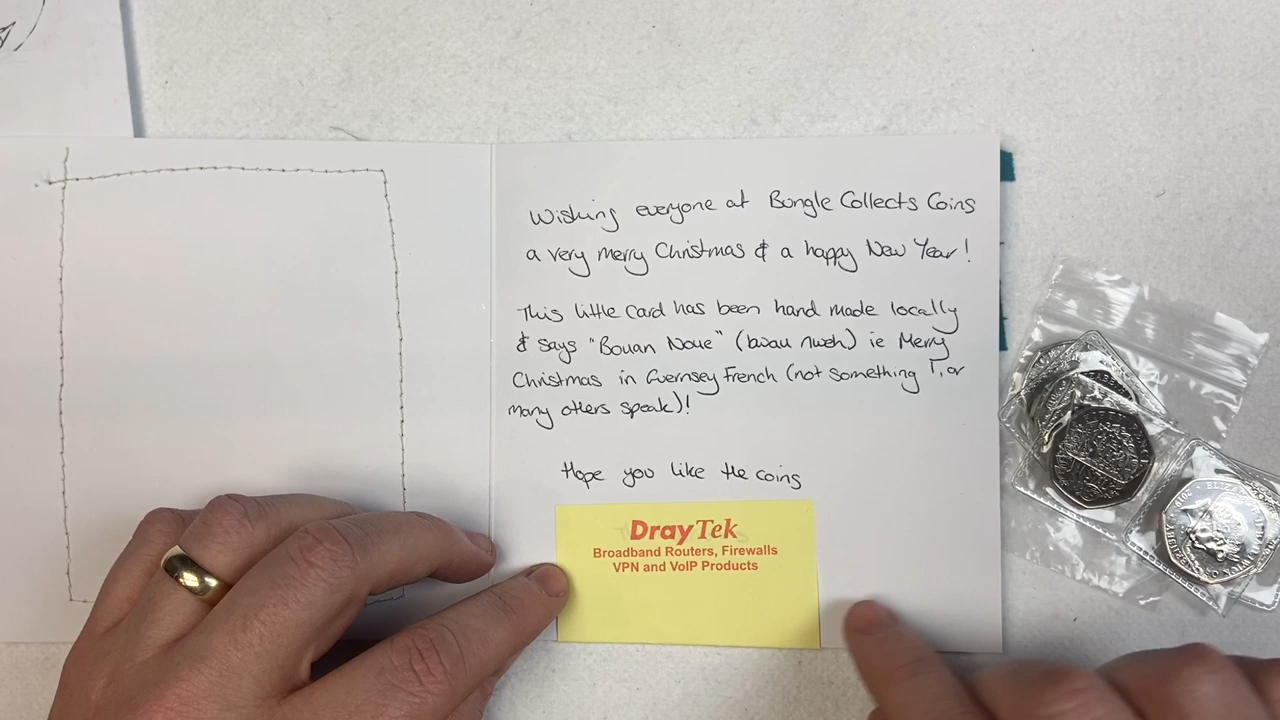 Wishing everyone at Bungle Collects Coins
a very merry Christmas & a happy New Year!
This little card has been hand made locally
& says "Bouan Noue" (bwau nweh) ie Merry
Christmas in Guernsey French (not something I, or
many others speak)!
Hope you like the coins
DrayTek
Broadband Routers, Firewalls
VPN and VoIP Products